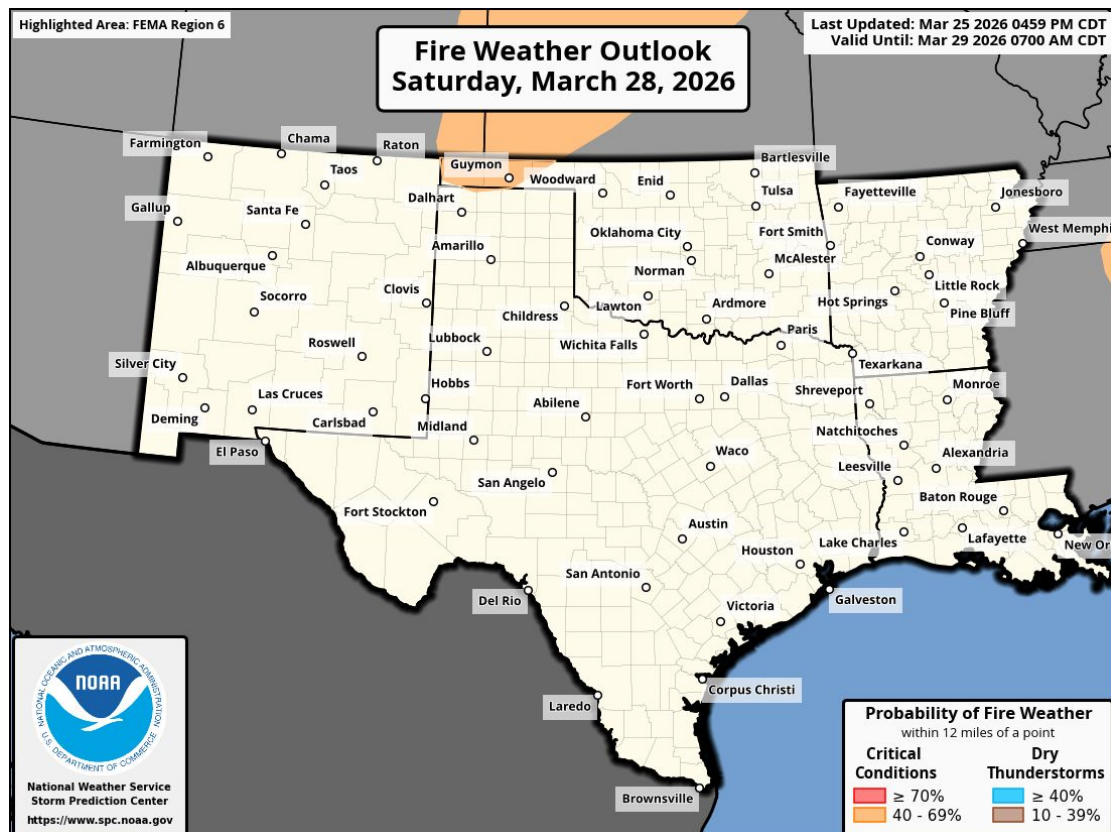 Highlighted Area: FEMA Region 6
Last Updated: Mar 25 2026 0459 PM CDT
Valid Until: Mar 29 2026 0700 AM CDT
Fire Weather Outlook
Saturday, March 28, 2026
Farmington
Chama
Raton
Taos
Guymon
Woodward
Enid
Bartlesville
Tulsa
Fayetteville
Jonesboro
Gallup
Santa Fe
Dalhart
Oklahoma City
Fort Smith
West Memphi
Albuquerque
Amarillo
Norman
McAlester
Conway
Little Rock
Socorro
Clovis
Childress
Lawton
Ardmore
Hot Springs
Pine Bluff
Roswell
Lubbock
Wichita Falls
Paris
Texarkana
Silver City
Las Cruces
Hobbs
Fort Worth
Dallas
Shreveport
Monroe
Deming
Carlsbad
Midland
Abilene
Natchitoches
El Paso
San Angelo
Waco
Leesville
Alexandria
Fort Stockton
Austin
Baton Rouge
Houston
Lake Charles
Lafayette
New Or
Del Rio
San Antonio
Victoria
Galveston
Laredo
Corpus Christi
Brownsville
NATIONAL OCEANIC AND ATMOSPHERIC ADMINISTRATION
NOAA
U.S. DEPARTMENT OF COMMERCE
National Weather Service
Storm Prediction Center
https://www.spc.noaa.gov
Probability of Fire Weather
within 12 miles of a point
Critical Conditions
≥ 70%
40 - 69%
Dry Thunderstorms
≥ 40%
10 - 39%